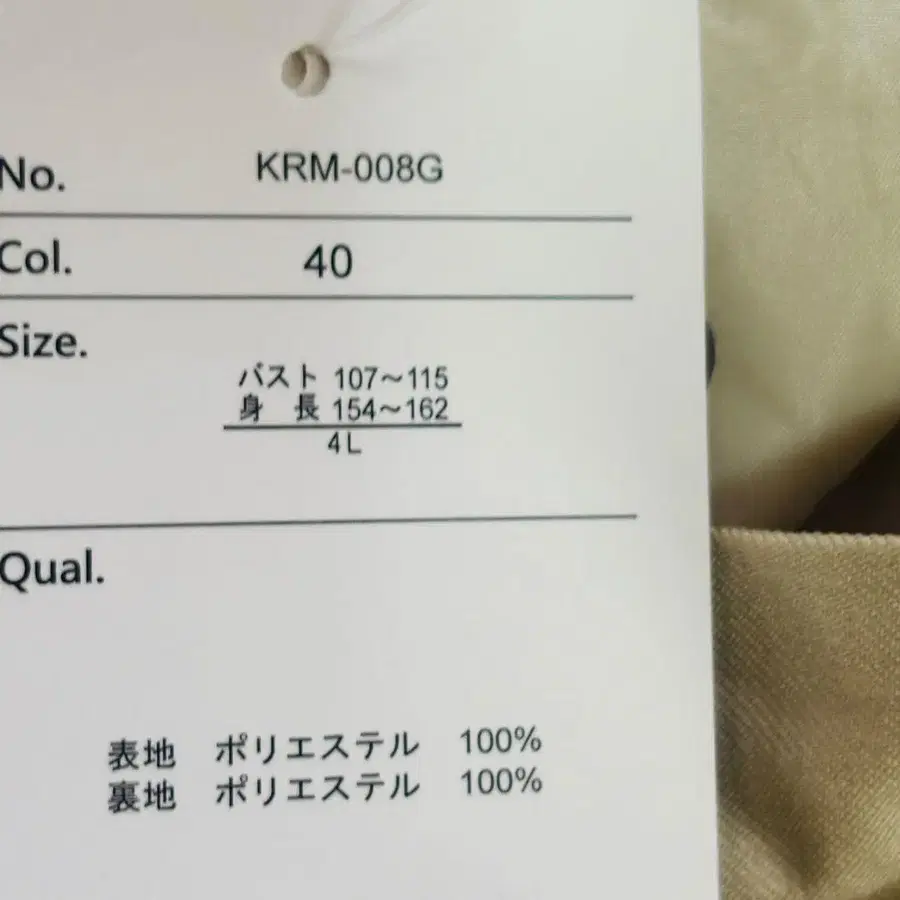 No. KRM-008G
Col. 40
Size.
バスト 107～115
身 長 154～162
4L
Qual.
表地 ポリエステル 100%
裏地 ポリエステル 100%